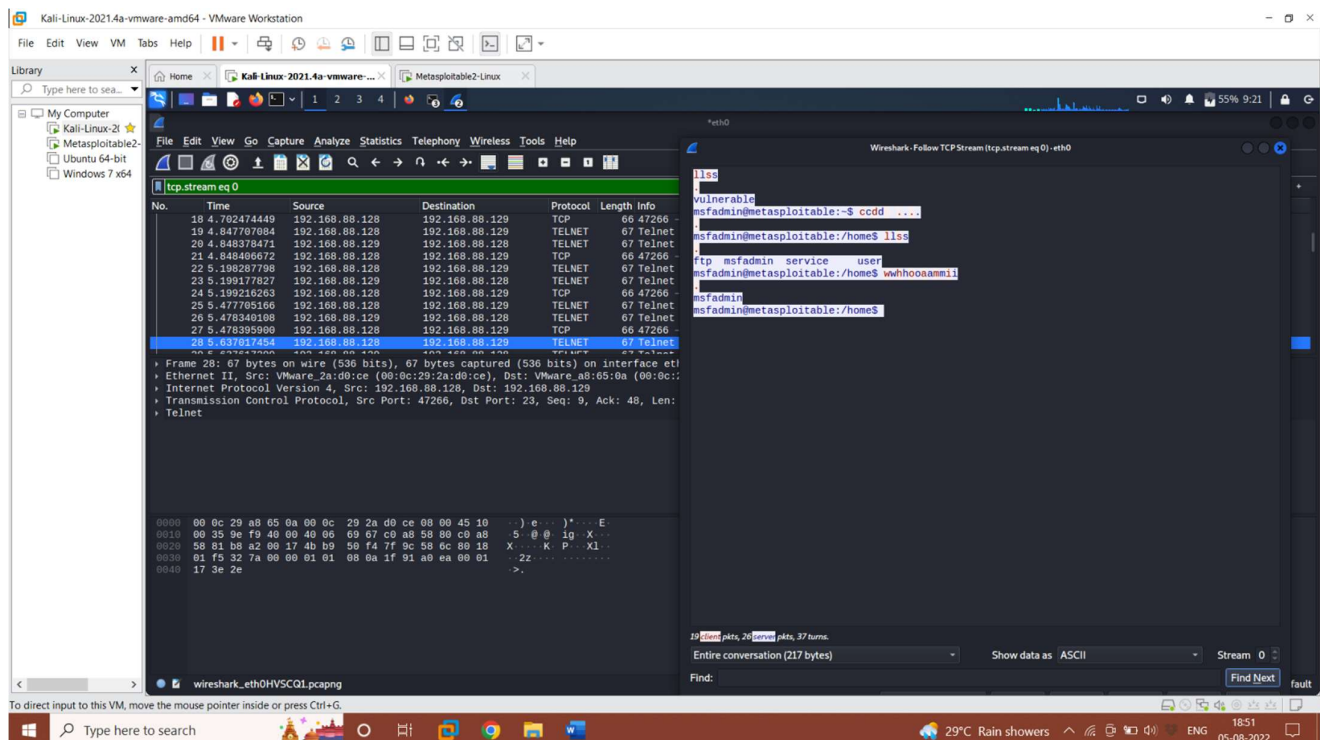 Kali-Linux-2021.4a-vmware-amd64 - VMware Workstation
File Edit View VM Tabs Help
Library X
Home Kali-Linux-2021.4a-vmware-... Metasploitable2-Linux
Type here to sea...
My Computer
Kali-Linux-2(
Metasploitable2-
Ubuntu 64-bit
Windows 7 x64
1 2 3 4
55% 9:21
*eth0
File Edit View Go Capture Analyze Statistics Telephony Wireless Tools Help
tcp.stream eq 0
No. Time Source Destination Protocol Length Info
18 4.702474449 192.168.88.128 192.168.88.129 TCP 66 47266 -
19 4.847707084 192.168.88.128 192.168.88.129 TELNET 67 Telnet
20 4.848378471 192.168.88.129 192.168.88.128 TELNET 67 Telnet
21 4.848406672 192.168.88.128 192.168.88.129 TCP 66 47266 -
22 5.198287798 192.168.88.128 192.168.88.129 TELNET 67 Telnet
23 5.199177827 192.168.88.129 192.168.88.128 TELNET 67 Telnet
24 5.199216263 192.168.88.128 192.168.88.129 TCP 66 47266 -
25 5.477705166 192.168.88.128 192.168.88.129 TELNET 67 Telnet
26 5.478340108 192.168.88.129 192.168.88.128 TELNET 67 Telnet
27 5.478395900 192.168.88.128 192.168.88.129 TCP 66 47266 -
28 5.637017454 192.168.88.128 192.168.88.129 TELNET 67 Telnet
Frame 28: 67 bytes on wire (536 bits), 67 bytes captured (536 bits) on interface eth
Ethernet II, Src: VMware_2a:d0:ce (00:0c:29:2a:d0:ce), Dst: VMware_a8:65:0a (00:0c:2
Internet Protocol Version 4, Src: 192.168.88.128, Dst: 192.168.88.129
Transmission Control Protocol, Src Port: 47266, Dst Port: 23, Seq: 9, Ack: 48, Len:
Telnet
0000 00 0c 29 a8 65 0a 00 0c 29 2a d0 ce 08 00 45 10 ··)·e··· )*····E·
0010 00 35 9e f9 40 00 40 06 69 67 c0 a8 58 80 c0 a8 ·5··@·@· ig··X···
0020 58 81 b8 a2 00 17 4b b9 50 f4 7f 9c 58 6c 80 18 X·····K· P···Xl··
0030 01 f5 32 7a 00 00 01 01 08 0a 1f 91 a0 ea 00 01 ··2z···· ········
0040 17 3e 2e ·>.
wireshark_eth0HVSCQ1.pcapng
Wireshark · Follow TCP Stream (tcp.stream eq 0) · eth0
llss
.
vulnerable
msfadmin@metasploitable:~$ ccdd ....
.
msfadmin@metasploitable:/home$ llss
.
ftp msfadmin service user
msfadmin@metasploitable:/home$ wwhhooaammii
.
msfadmin
msfadmin@metasploitable:/home$
19 client pkts, 26 server pkts, 37 turns.
Entire conversation (217 bytes) Show data as ASCII Stream 0
Find: Find Next
fault
To direct input to this VM, move the mouse pointer inside or press Ctrl+G.
Type here to search
29°C Rain showers ENG 18:51
05-08-2022